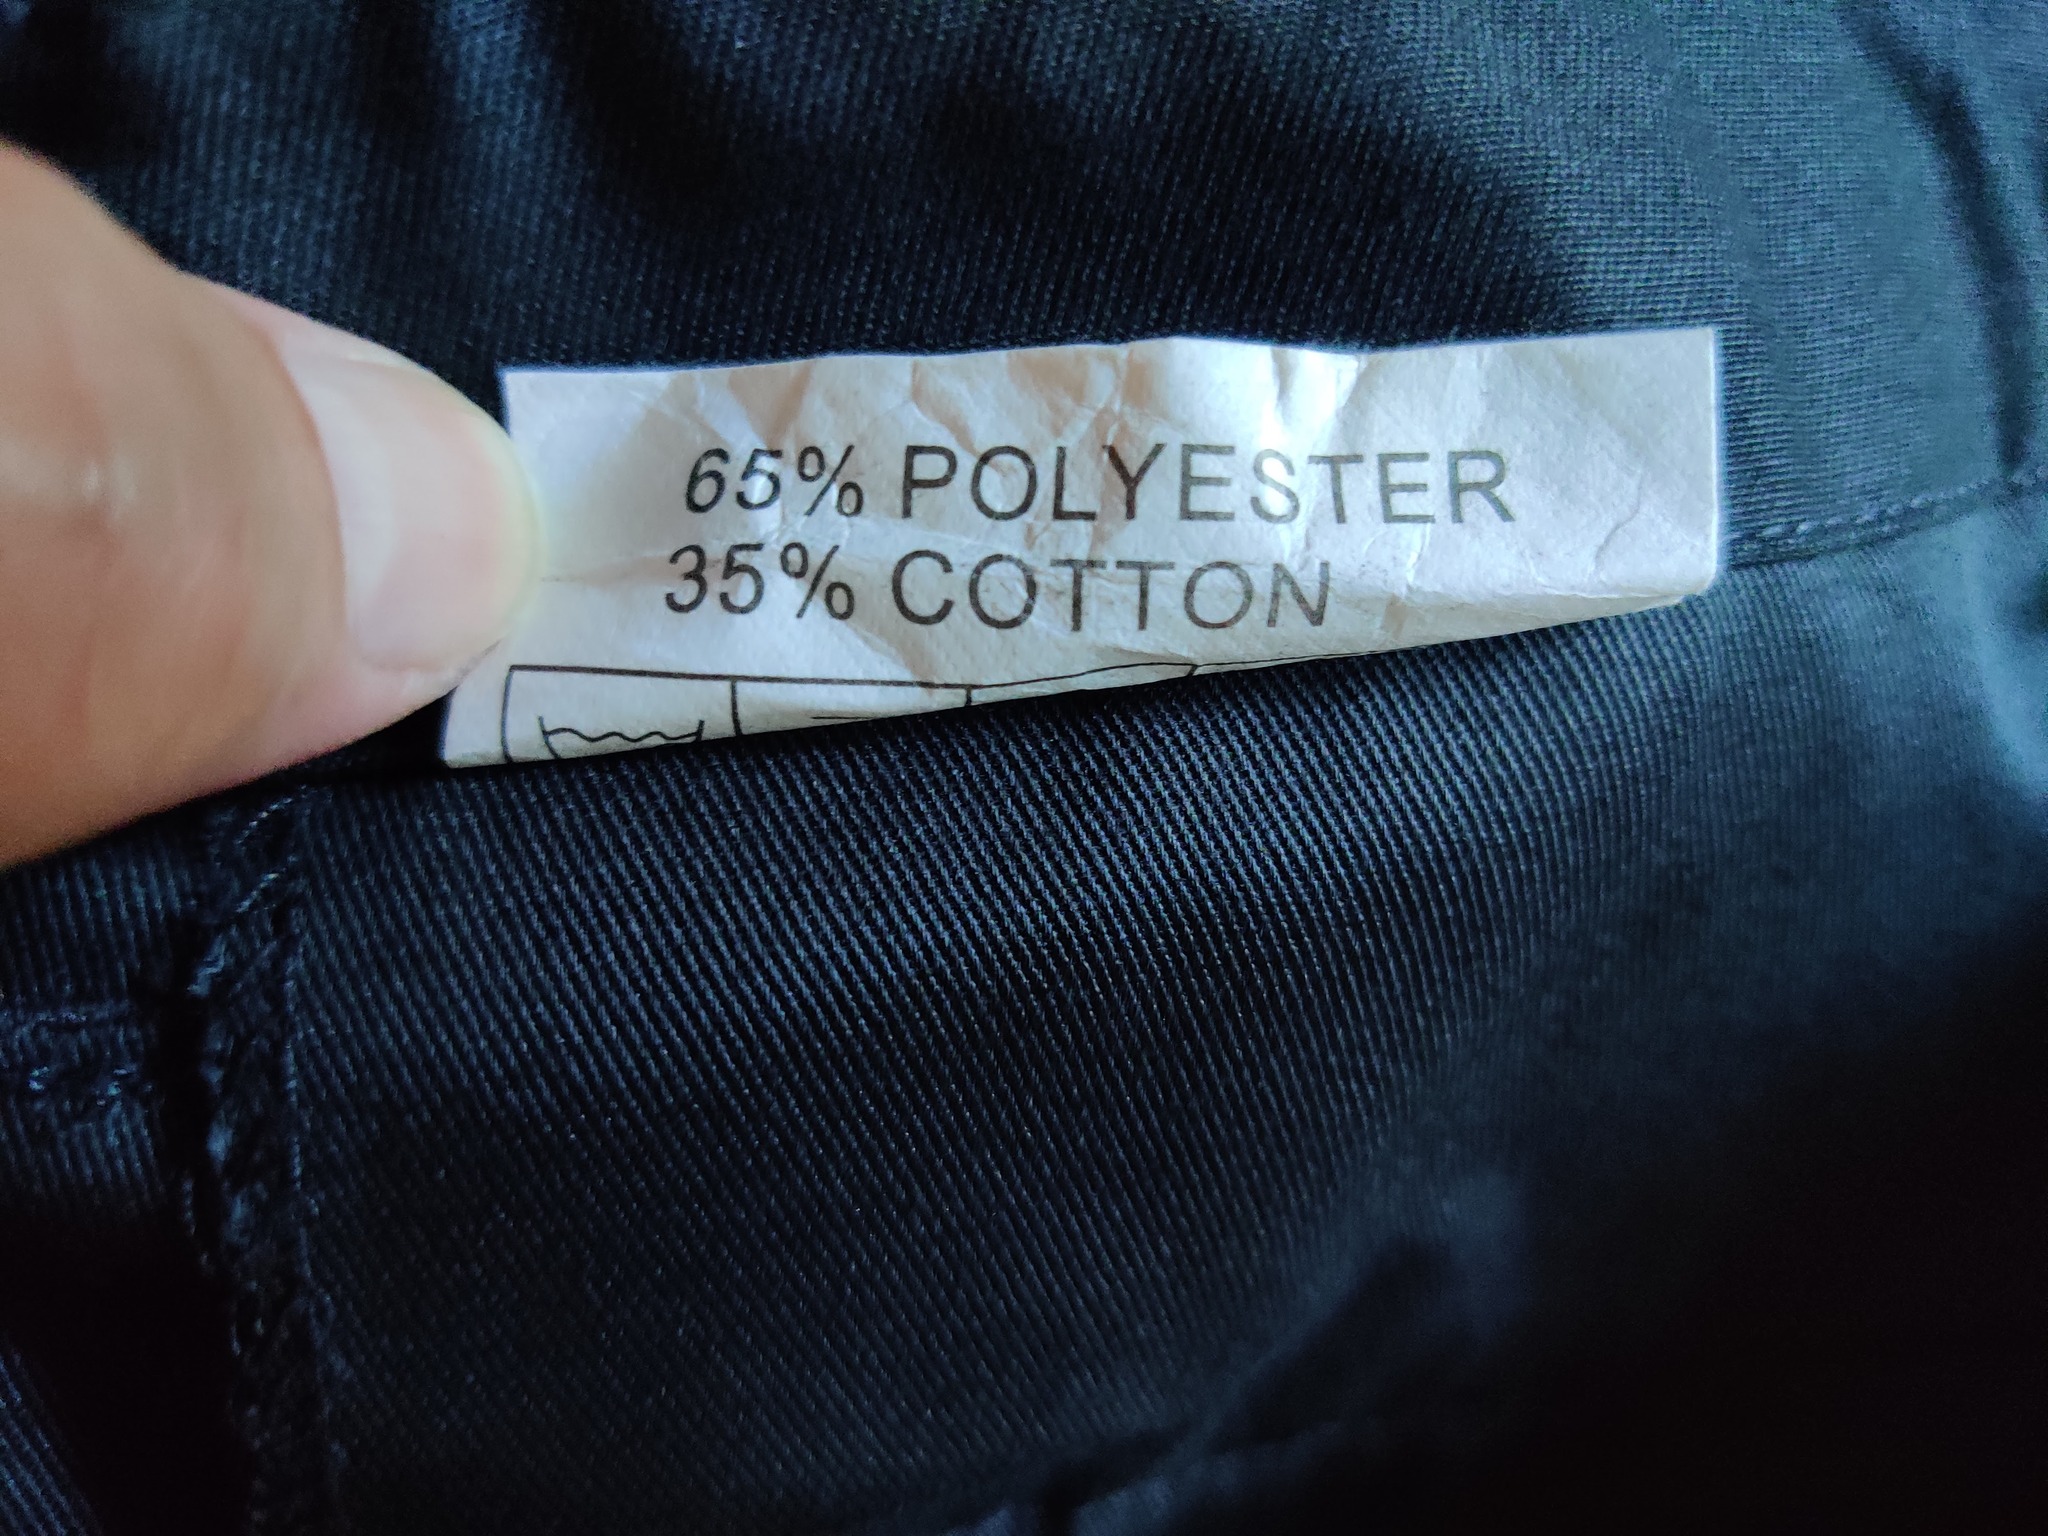 65% POLYESTER
35% COTTON